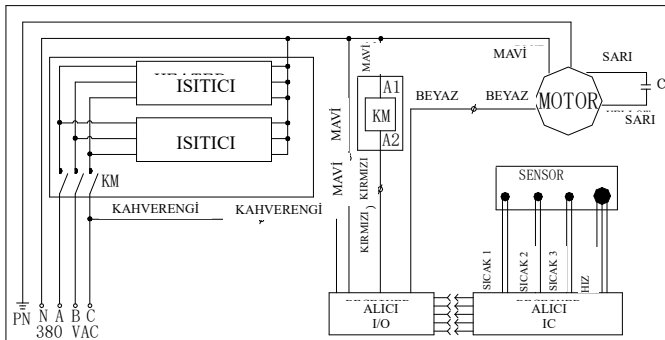 MAVİ
SARI
ISITICI
MAVİ
A1
KM
A2
BEYAZ
BEYAZ
MOTOR
C
SARI
ISITICI
MAVİ
MAVİ
KIRMIZI
KIRMIZI
KM
SENSOR
KAHVERENGİ
KAHVERENGİ
SICAK 1
SICAK 2
SICAK 3
HIZ
PN N A B C
380 VAC
ALICI
I/O
ALICI
IC